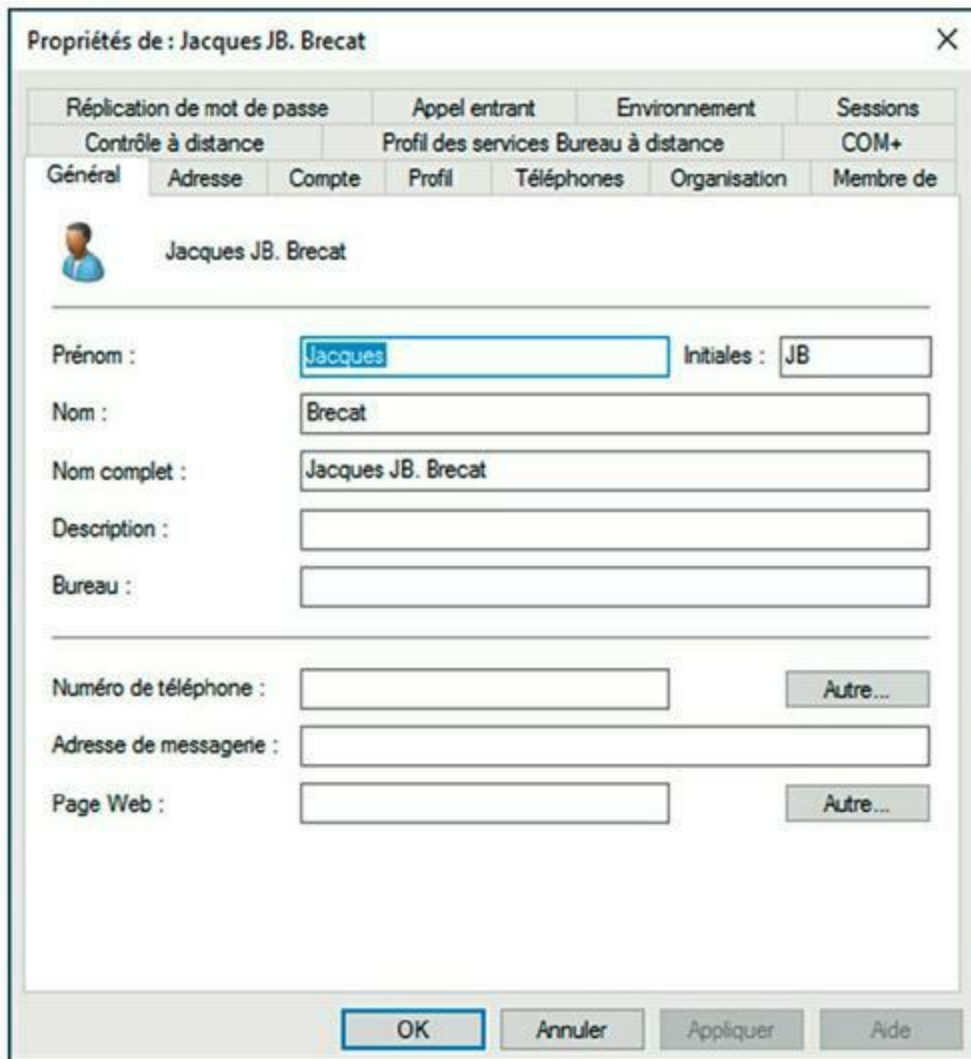 Propriétés de : Jacques JB. Brecat
Réplication de mot de passe Appel entrant Environnement Sessions
Contrôle à distance Profil des services Bureau à distance COM+
Général Adresse Compte Profil Téléphones Organisation Membre de
Jacques JB. Brecat
Prénom : Jacques Initiales : JB
Nom : Brecat
Nom complet : Jacques JB. Brecat
Description :
Bureau :
Numéro de téléphone : Autre...
Adresse de messagerie :
Page Web : Autre...
OK Annuler Appliquer Aide